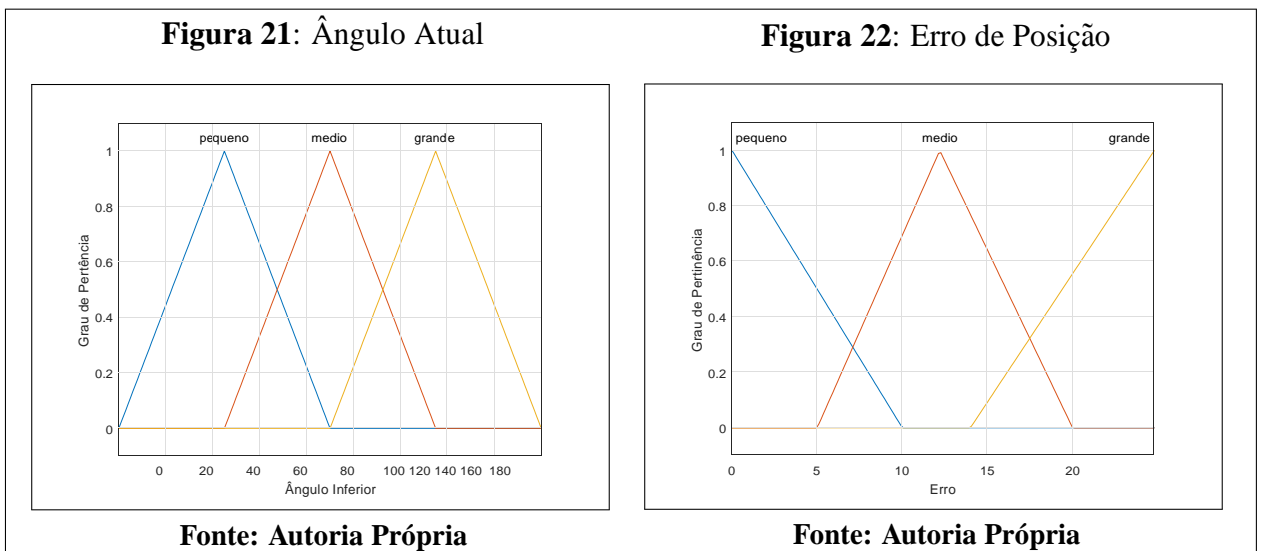 Figura 21: Ângulo Atual
pequeno medio grande
1
0.8
0.6
0.4
0.2
0
Grau de Pertência
0 20 40 60 80 100 120 140 160 180
Ângulo Inferior
Fonte: Autoria Própria
Figura 22: Erro de Posição
pequeno medio grande
1
0.8
0.6
0.4
0.2
0
Grau de Pertinência
0 5 10 15 20
Erro
Fonte: Autoria Própria